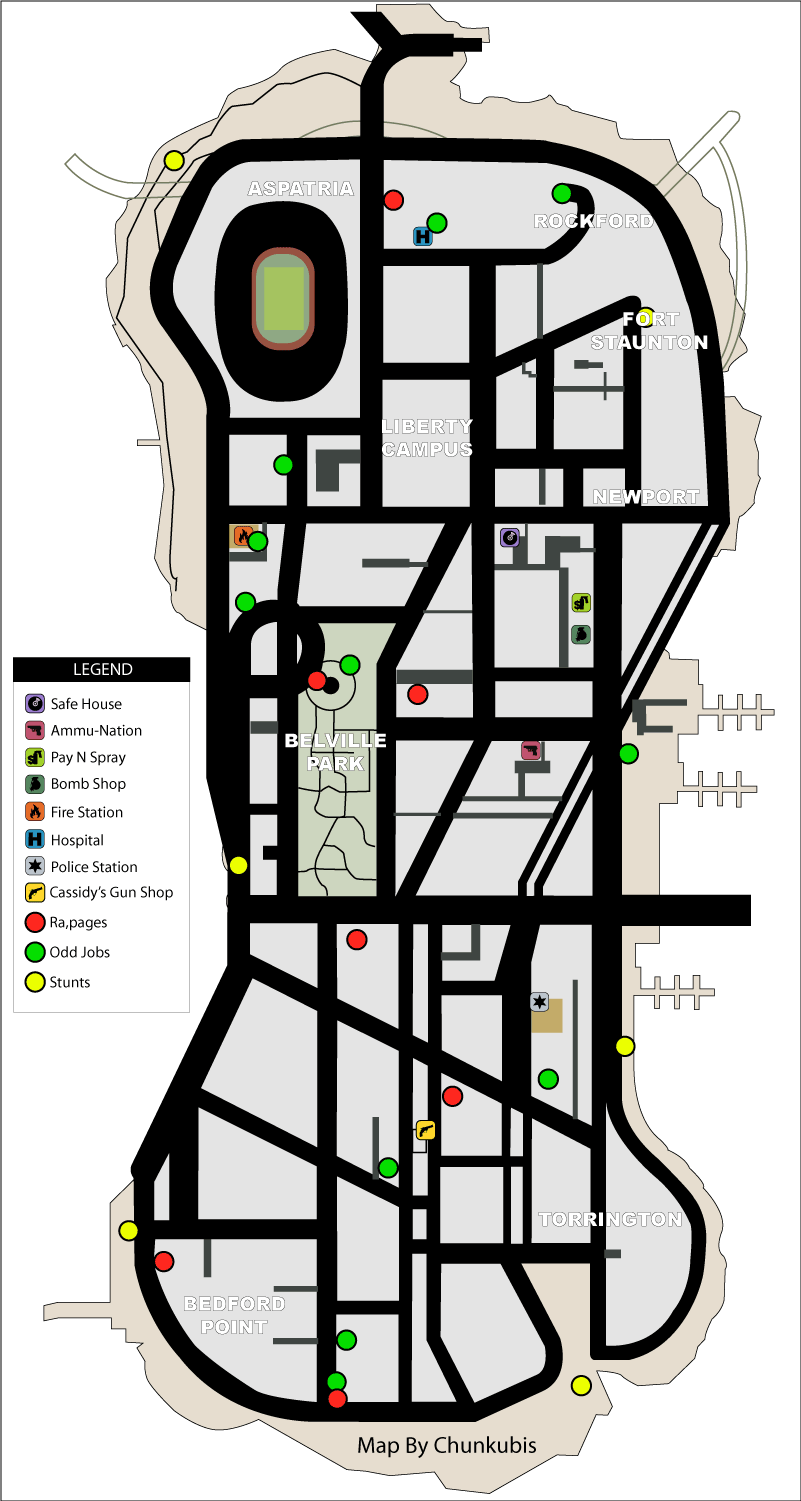 ASPATRIA
ROCKFORD
FORT
STAUNTON
LIBERTY
CAMPUS
NEWPORT
LEGEND
Safe House
Ammu-Nation
Pay N Spray
Bomb Shop
Fire Station
H Hospital
Police Station
Cassidy's Gun Shop
Ra,pages
Odd Jobs
Stunts
BELVILLE
PARK
TORRINGTON
BEDFORD
POINT
Map By Chunkubis